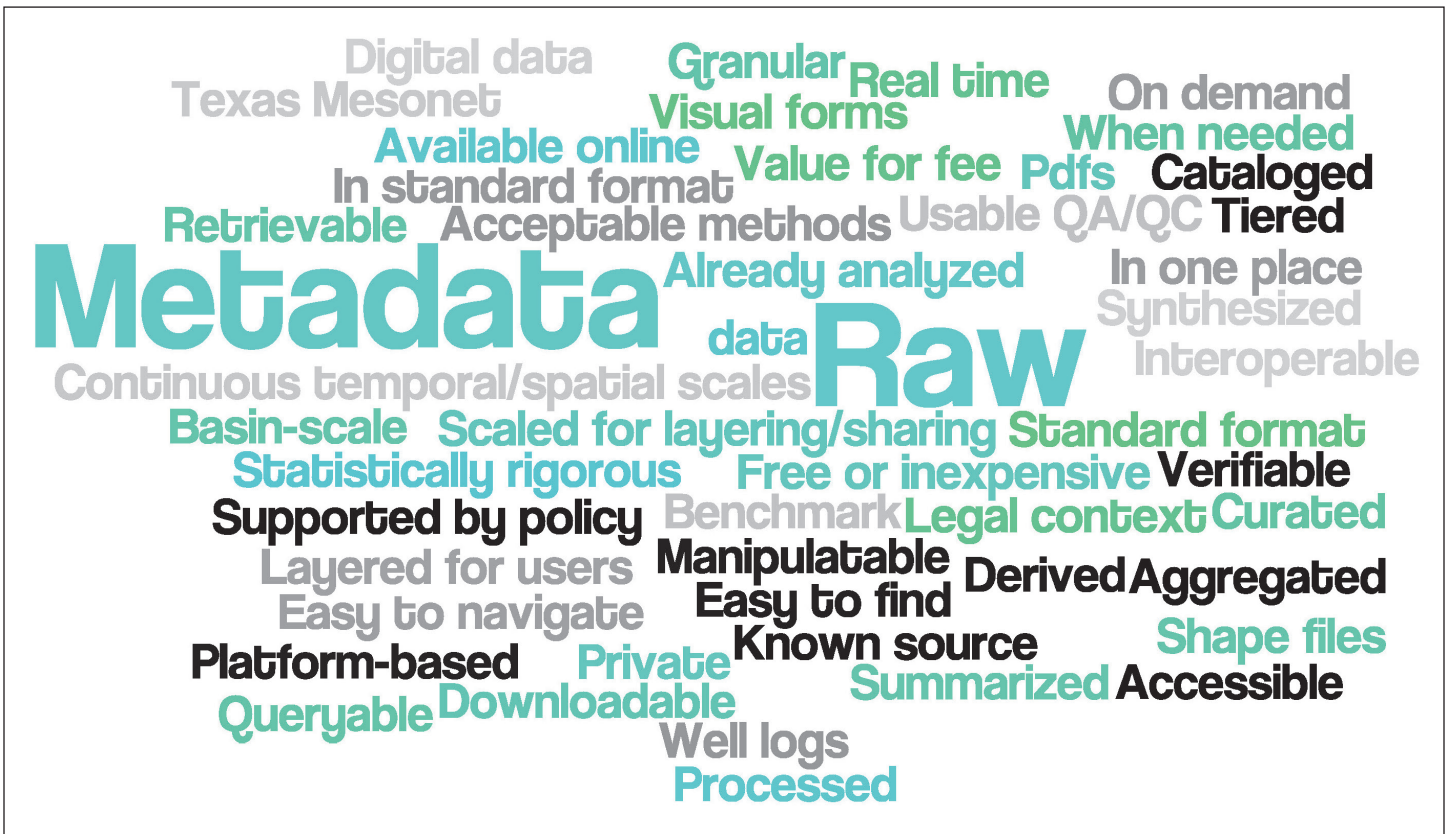 Digital data
Granular
Real time
Texas Mesonet
Visual forms
On demand
When needed
Available online
Value for fee
Pdfs
Cataloged
In standard format
Retrievable
Acceptable methods
Usable QA/QC
Tiered
Metadata
Already analyzed
In one place
Synthesized
data
Raw
Interoperable
Continuous temporal/spatial scales
Basin-scale
Scaled for layering/sharing
Standard format
Statistically rigorous
Free or inexpensive
Verifiable
Supported by policy
Benchmark
Legal context
Curated
Layered for users
Manipulatable
Derived
Aggregated
Easy to navigate
Easy to find
Known source
Shape files
Platform-based
Private
Summarized
Accessible
Queryable
Downloadable
Well logs
Processed